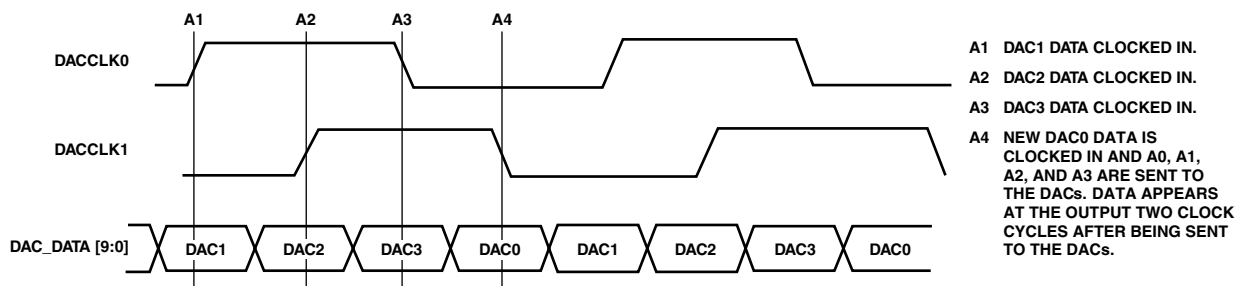 A1 A2 A3 A4
DACCLK0
DACCLK1
DAC_DATA [9:0]
DAC1 DAC2 DAC3 DAC0 DAC1 DAC2 DAC3 DAC0
A1 DAC1 DATA CLOCKED IN.
A2 DAC2 DATA CLOCKED IN.
A3 DAC3 DATA CLOCKED IN.
A4 NEW DAC0 DATA IS
CLOCKED IN AND A0, A1,
A2, AND A3 ARE SENT TO
THE DACs. DATA APPEARS
AT THE OUTPUT TWO CLOCK
CYCLES AFTER BEING SENT
TO THE DACs.